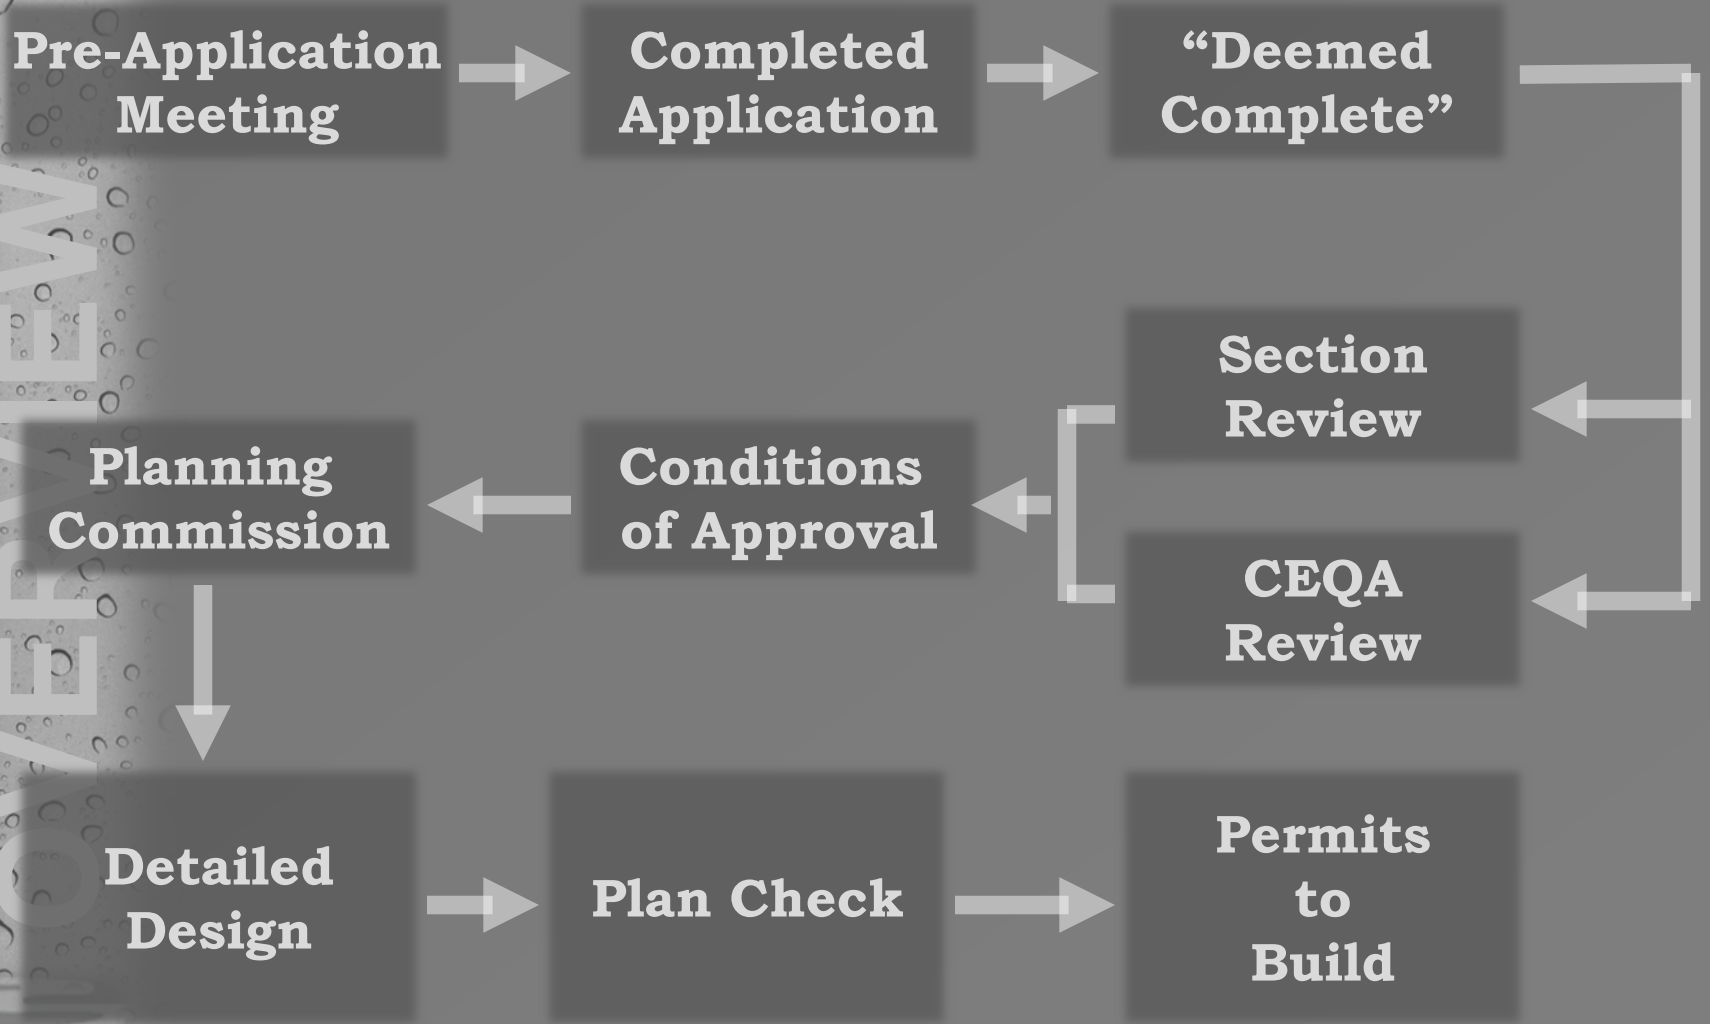 Pre-Application
Meeting
Completed
Application
“Deemed
Complete”
Section
Review
CEQA
Review
Conditions
of Approval
Planning
Commission
Detailed
Design
Plan Check
Permits
to
Build
OVERVIEW